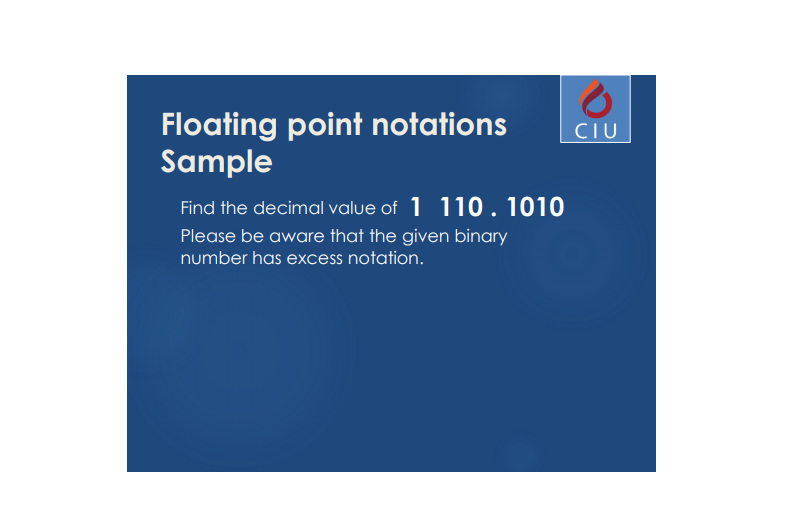 CIU
Floating point notations
Sample
Find the decimal value of 1 110 . 1010
Please be aware that the given binary
number has excess notation.